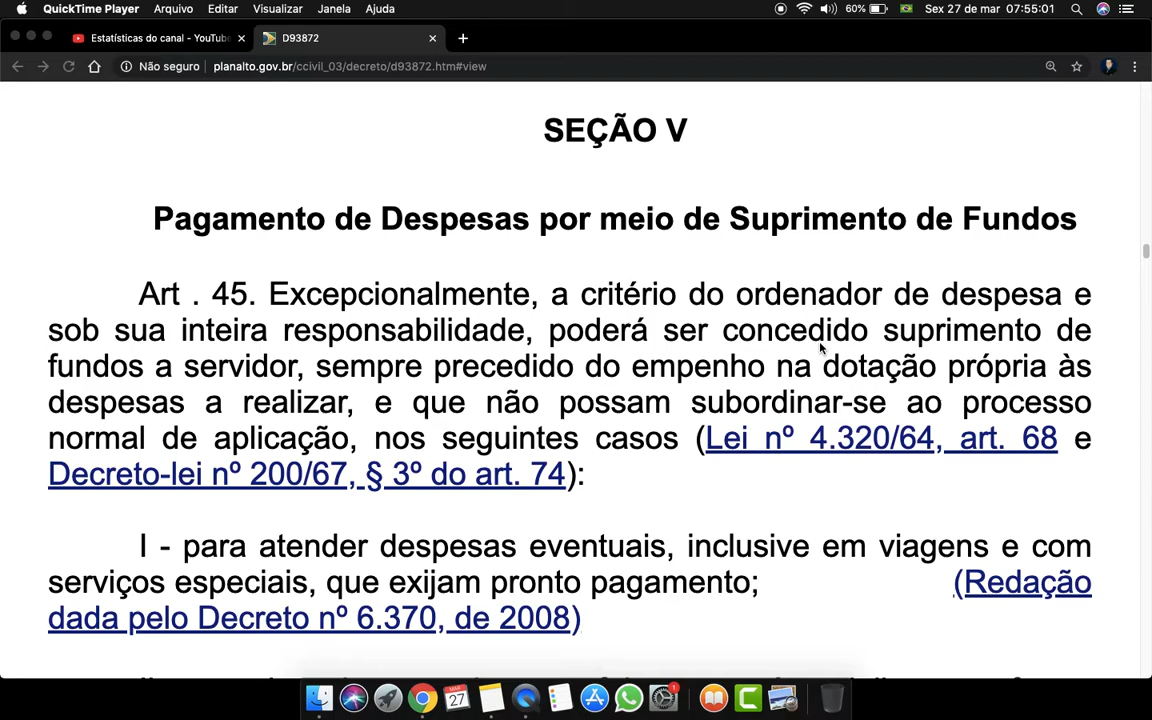 QuickTime Player Arquivo Editar Visualizar Janela Ajuda 60% Sex 27 de mar 07:55:01
Estatísticas do canal - YouTube D93872
Não seguro planalto.gov.br/ccivil_03/decreto/d93872.htm#view
SEÇÃO V
Pagamento de Despesas por meio de Suprimento de Fundos
Art . 45. Excepcionalmente, a critério do ordenador de despesa e
sob sua inteira responsabilidade, poderá ser concedido suprimento de
fundos a servidor, sempre precedido do empenho na dotação própria às
despesas a realizar, e que não possam subordinar-se ao processo
normal de aplicação, nos seguintes casos (Lei nº 4.320/64, art. 68 e
Decreto-lei nº 200/67, § 3º do art. 74):
I - para atender despesas eventuais, inclusive em viagens e com
serviços especiais, que exijam pronto pagamento; (Redação
dada pelo Decreto nº 6.370, de 2008)
MAR
27
1